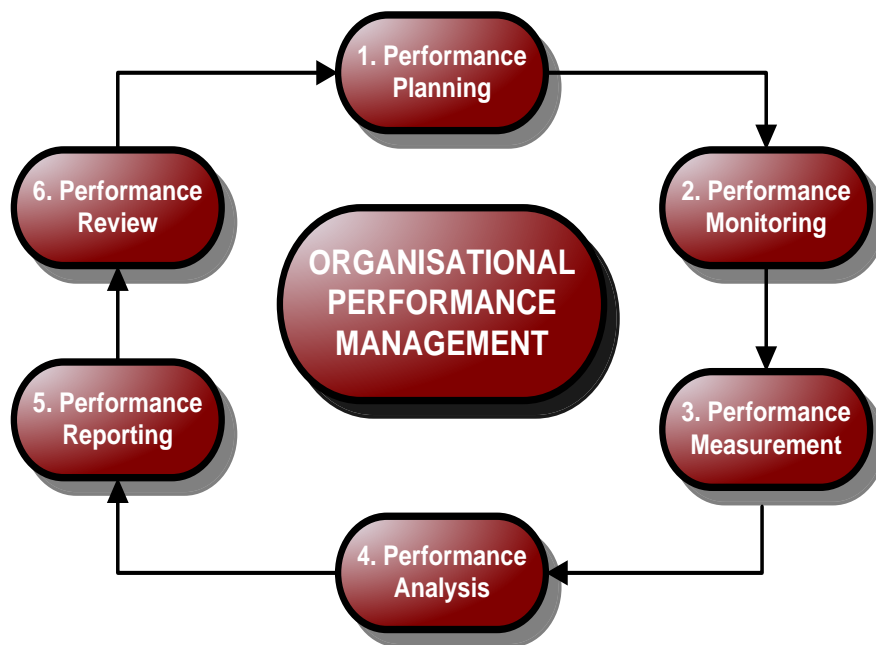 1. Performance
Planning
2. Performance
Monitoring
3. Performance
Measurement
4. Performance
Analysis
5. Performance
Reporting
6. Performance
Review
ORGANISATIONAL
PERFORMANCE
MANAGEMENT